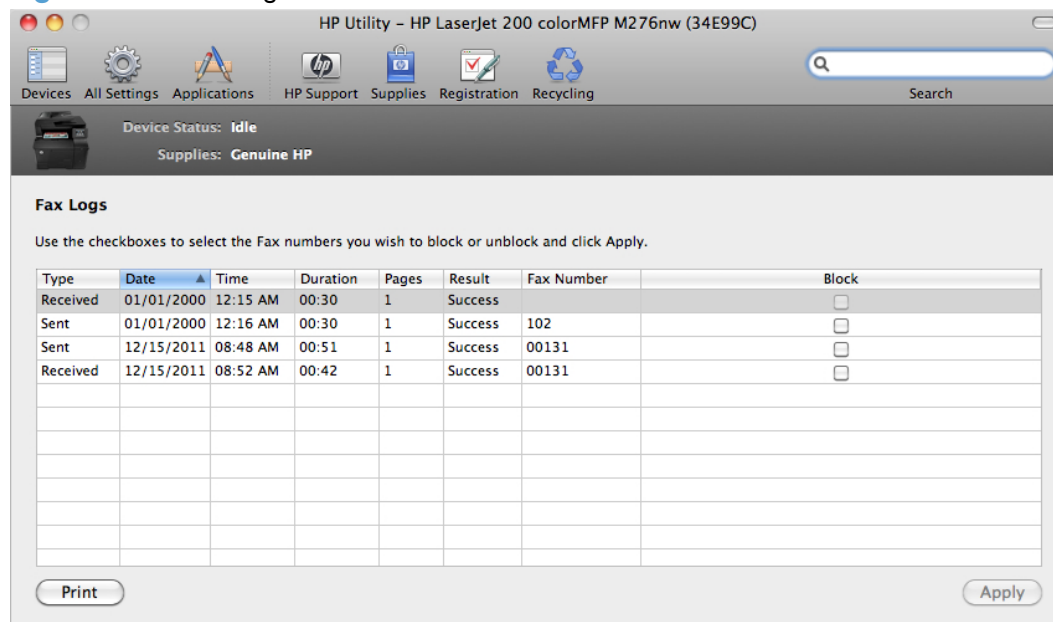 HP Utility – HP LaserJet 200 colorMFP M276nw (34E99C)
Devices All Settings Applications HP Support Supplies Registration Recycling Search
Device Status: Idle
Supplies: Genuine HP
Fax Logs
Use the checkboxes to select the Fax numbers you wish to block or unblock and click Apply.
Type Date Time Duration Pages Result Fax Number Block
Received 01/01/2000 12:15 AM 00:30 1 Success
Sent 01/01/2000 12:16 AM 00:30 1 Success 102
Sent 12/15/2011 08:48 AM 00:51 1 Success 00131
Received 12/15/2011 08:52 AM 00:42 1 Success 00131
Print Apply